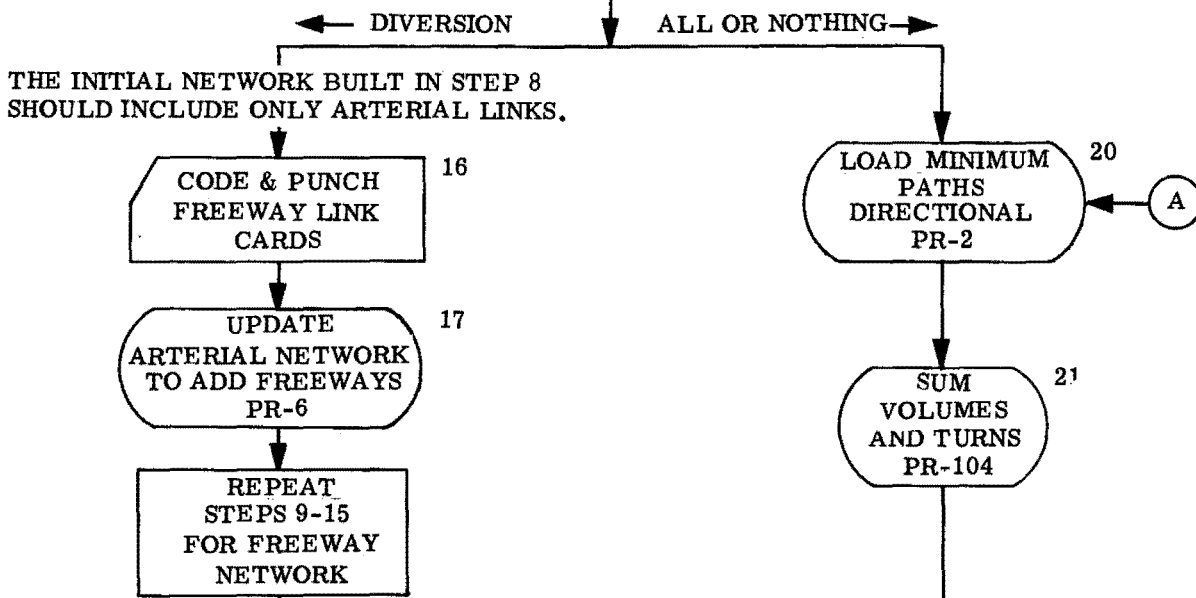 DIVERSION
ALL OR NOTHING
THE INITIAL NETWORK BUILT IN STEP 8
SHOULD INCLUDE ONLY ARTERIAL LINKS.
16
CODE & PUNCH
FREEWAY LINK
CARDS
17
UPDATE
ARTERIAL NETWORK
TO ADD FREEWAYS
PR-6
REPEAT
STEPS 9-15
FOR FREEWAY
NETWORK
20
LOAD MINIMUM
PATHS
DIRECTIONAL
PR-2
A
21
SUM
VOLUMES
AND TURNS
PR-104